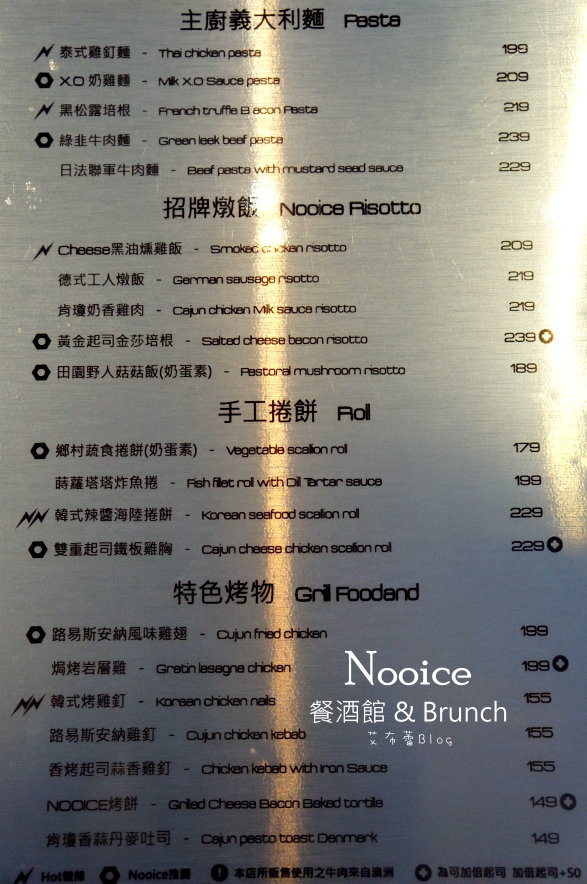 主廚義大利麵 Pasta
泰式雞釘麵 - Thai chicken pasta 199
X.O 奶雞麵 - Milk X.O Sauce pasta 209
黑松露培根 - French truffle Bacon Pasta 219
綠韭牛肉麵 - Green leek beef pasta 239
日法聯軍牛肉麵 - Beef pasta with mustard seed sauce 229
招牌燉飯 Nooice Risotto
Cheese黑油燻雞飯 - Smoked chicken risotto 209
德式工人燉飯 - German sausage risotto 219
肯瓊奶香雞肉 - Cajun chicken Milk sauce risotto 219
黃金起司金莎培根 - Salted cheese bacon risotto 239
田園野人菇菇飯(奶蛋素) - Pastoral mushroom risotto 189
手工捲餅 Roll
鄉村蔬食捲餅(奶蛋素) - Vegetable scallion roll 179
蒔蘿塔塔炸魚捲 - Fish fillet roll with Dill Tartar sauce 199
韓式辣醬海陸捲餅 - Korean seafood scallion roll 229
雙重起司鐵板雞胸 - Cajun cheese chicken scallion roll 229
特色烤物 Grill Foodand
路易斯安納風味雞翅 - Cujun fried chicken 199
焗烤岩層雞 - Gretin lasagna chicken 199
韓式烤雞釘 - Korean chicken nails 155
路易斯安納雞釘 - Cujun chicken kebab 155
香烤起司蒜香雞釘 - Chicken kebab with Iron Sauce 155
NOOICE烤餅 - Grilled Cheese Bacon Baked tortilla 149
肯瓊香蒜丹麥吐司 - Cajun pesto toast Denmark 149
Hot辣辣 Nooice推薦 本店所販售使用之牛肉來自澳洲 為可加倍起司 加倍起司+50
Nooice
餐酒館 & Brunch
艾布蕾Blog